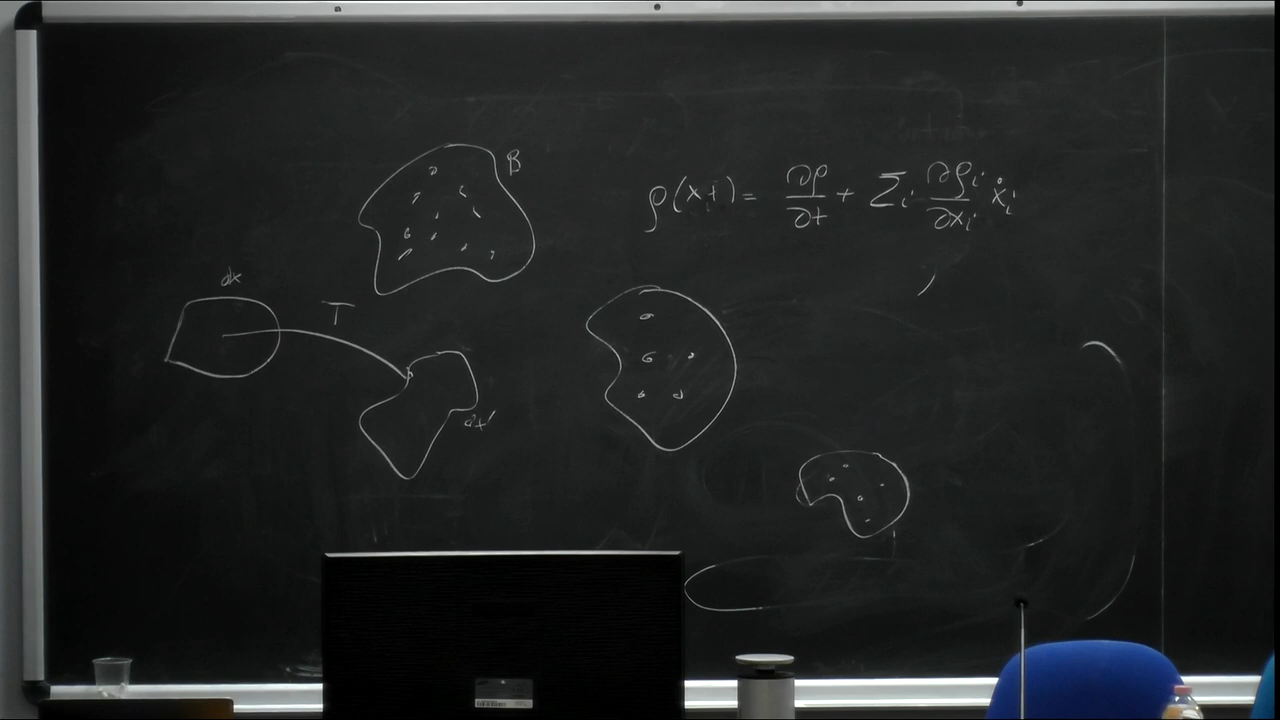 B
ρ(x,t) = ∂ρ/∂t + Σᵢ ∂ρᵢ/∂xᵢ ẋᵢ
dx
T
dx'